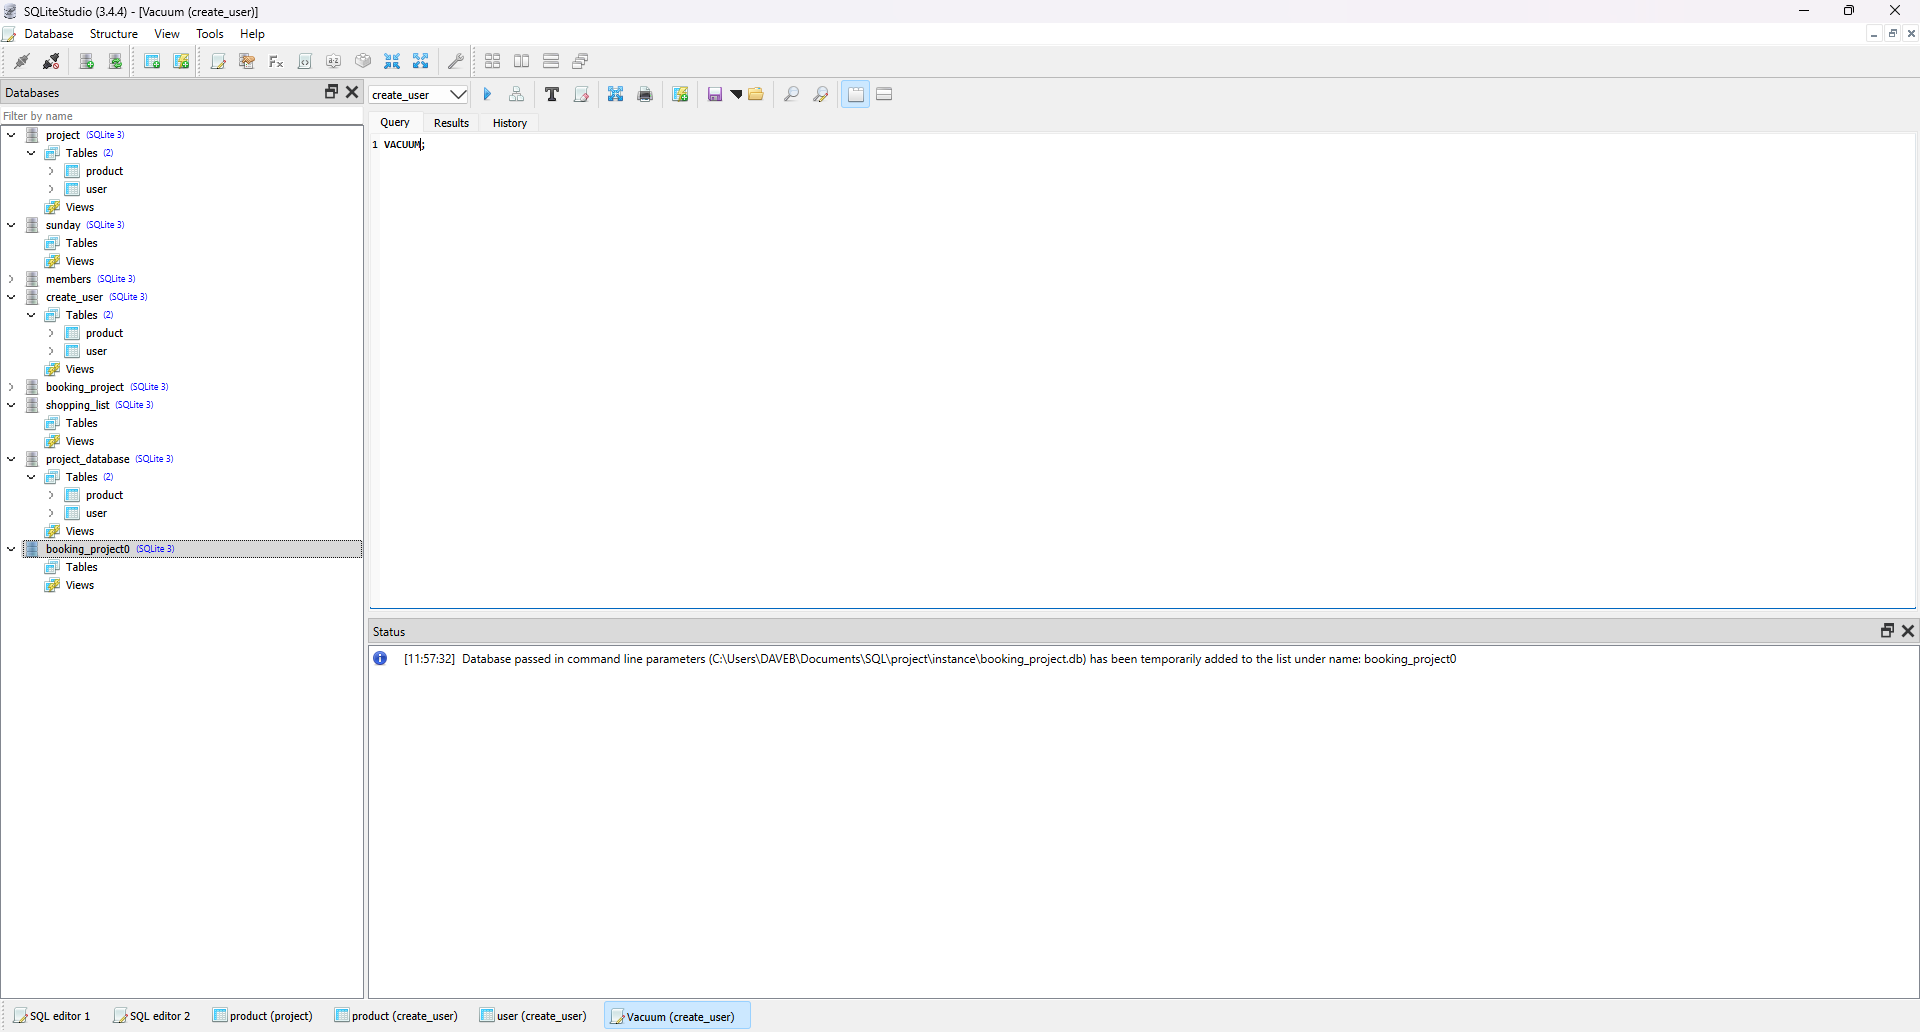 SQLiteStudio (3.4.4) - [Vacuum (create_user)]
Database Structure View Tools Help
Databases
Filter by name
project (SQLite 3)
Tables (2)
product
user
Views
sunday (SQLite 3)
Tables
Views
members (SQLite 3)
create_user (SQLite 3)
Tables (2)
product
user
Views
booking_project (SQLite 3)
shopping_list (SQLite 3)
Tables
Views
project_database (SQLite 3)
Tables (2)
product
user
Views
booking_project0 (SQLite 3)
Tables
Views
create_user
Query Results History
1 VACUUM;
Status
[11:57:32] Database passed in command line parameters (C:\Users\DAVEB\Documents\SQL\project\instance\booking_project.db) has been temporarily added to the list under name: booking_project0
SQL editor 1 SQL editor 2 product (project) product (create_user) user (create_user) Vacuum (create_user)